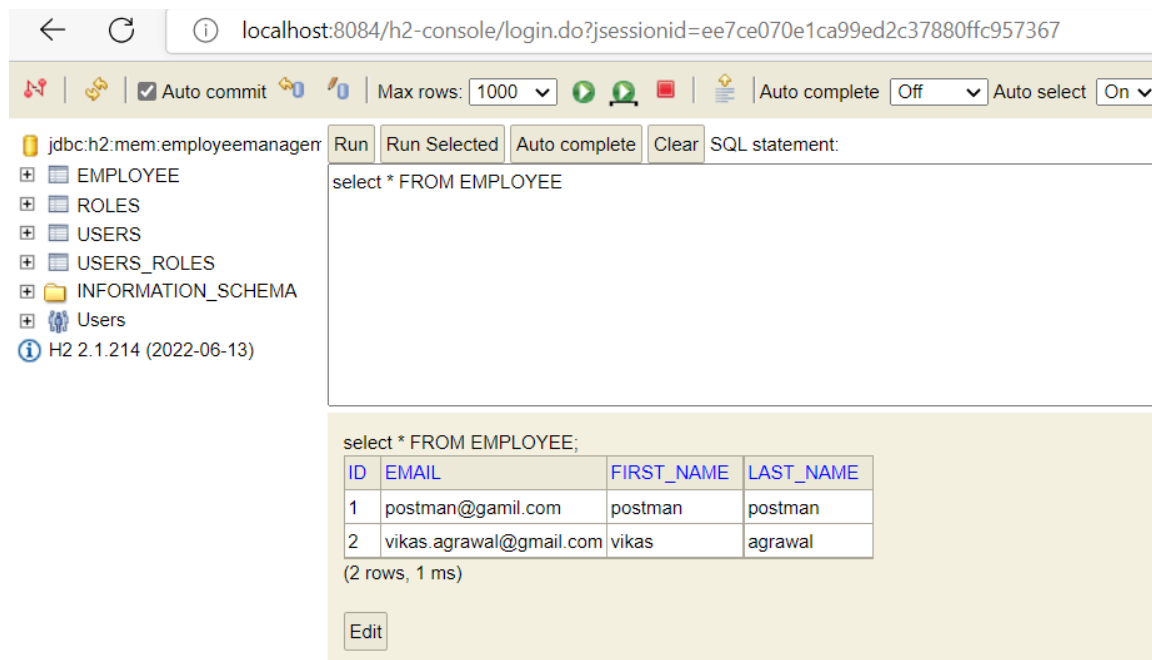 localhost:8084/h2-console/login.do?jsessionid=ee7ce070e1ca99ed2c37880ffc957367
Auto commit Max rows: 1000 Auto complete Off Auto select On
jdbc:h2:mem:employeemanagem
EMPLOYEE
ROLES
USERS
USERS_ROLES
INFORMATION_SCHEMA
Users
H2 2.1.214 (2022-06-13)
Run Run Selected Auto complete Clear SQL statement:
select * FROM EMPLOYEE
select * FROM EMPLOYEE;
ID EMAIL FIRST_NAME LAST_NAME
1 postman@gamil.com postman postman
2 vikas.agrawal@gmail.com vikas agrawal
(2 rows, 1 ms)
Edit